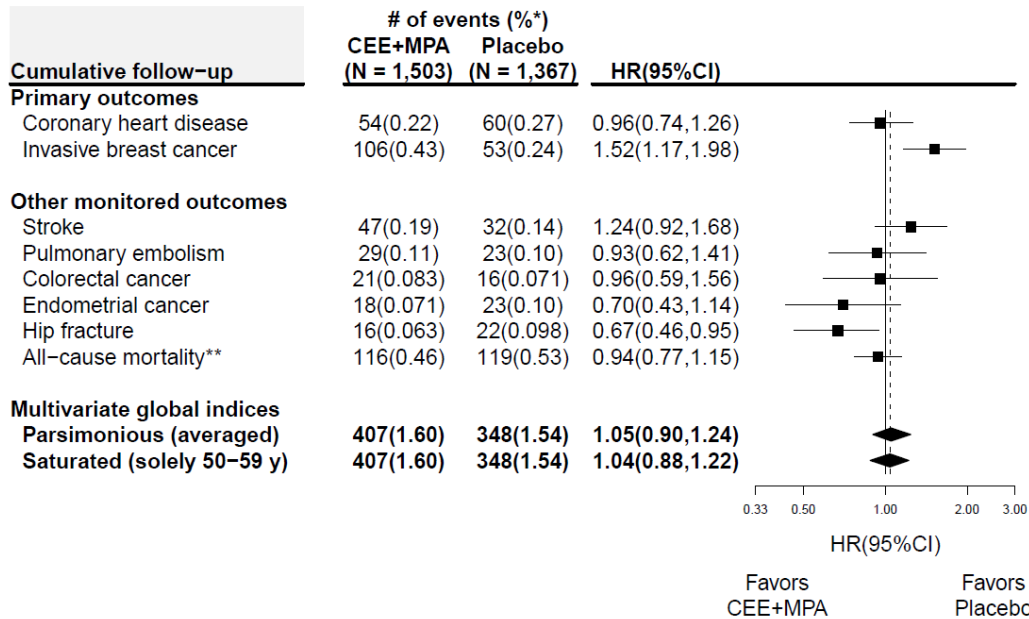 # of events (%*)
CEE+MPA Placebo
Cumulative follow−up (N = 1,503) (N = 1,367) HR(95%CI)
Primary outcomes
Coronary heart disease 54(0.22) 60(0.27) 0.96(0.74,1.26)
Invasive breast cancer 106(0.43) 53(0.24) 1.52(1.17,1.98)
Other monitored outcomes
Stroke 47(0.19) 32(0.14) 1.24(0.92,1.68)
Pulmonary embolism 29(0.11) 23(0.10) 0.93(0.62,1.41)
Colorectal cancer 21(0.083) 16(0.071) 0.96(0.59,1.56)
Endometrial cancer 18(0.071) 23(0.10) 0.70(0.43,1.14)
Hip fracture 16(0.063) 22(0.098) 0.67(0.46,0.95)
All−cause mortality** 116(0.46) 119(0.53) 0.94(0.77,1.15)
Multivariate global indices
Parsimonious (averaged) 407(1.60) 348(1.54) 1.05(0.90,1.24)
Saturated (solely 50−59 y) 407(1.60) 348(1.54) 1.04(0.88,1.22)
0.33 0.50 1.00 2.00 3.00
HR(95%CI)
Favors Favors
CEE+MPA Placebo